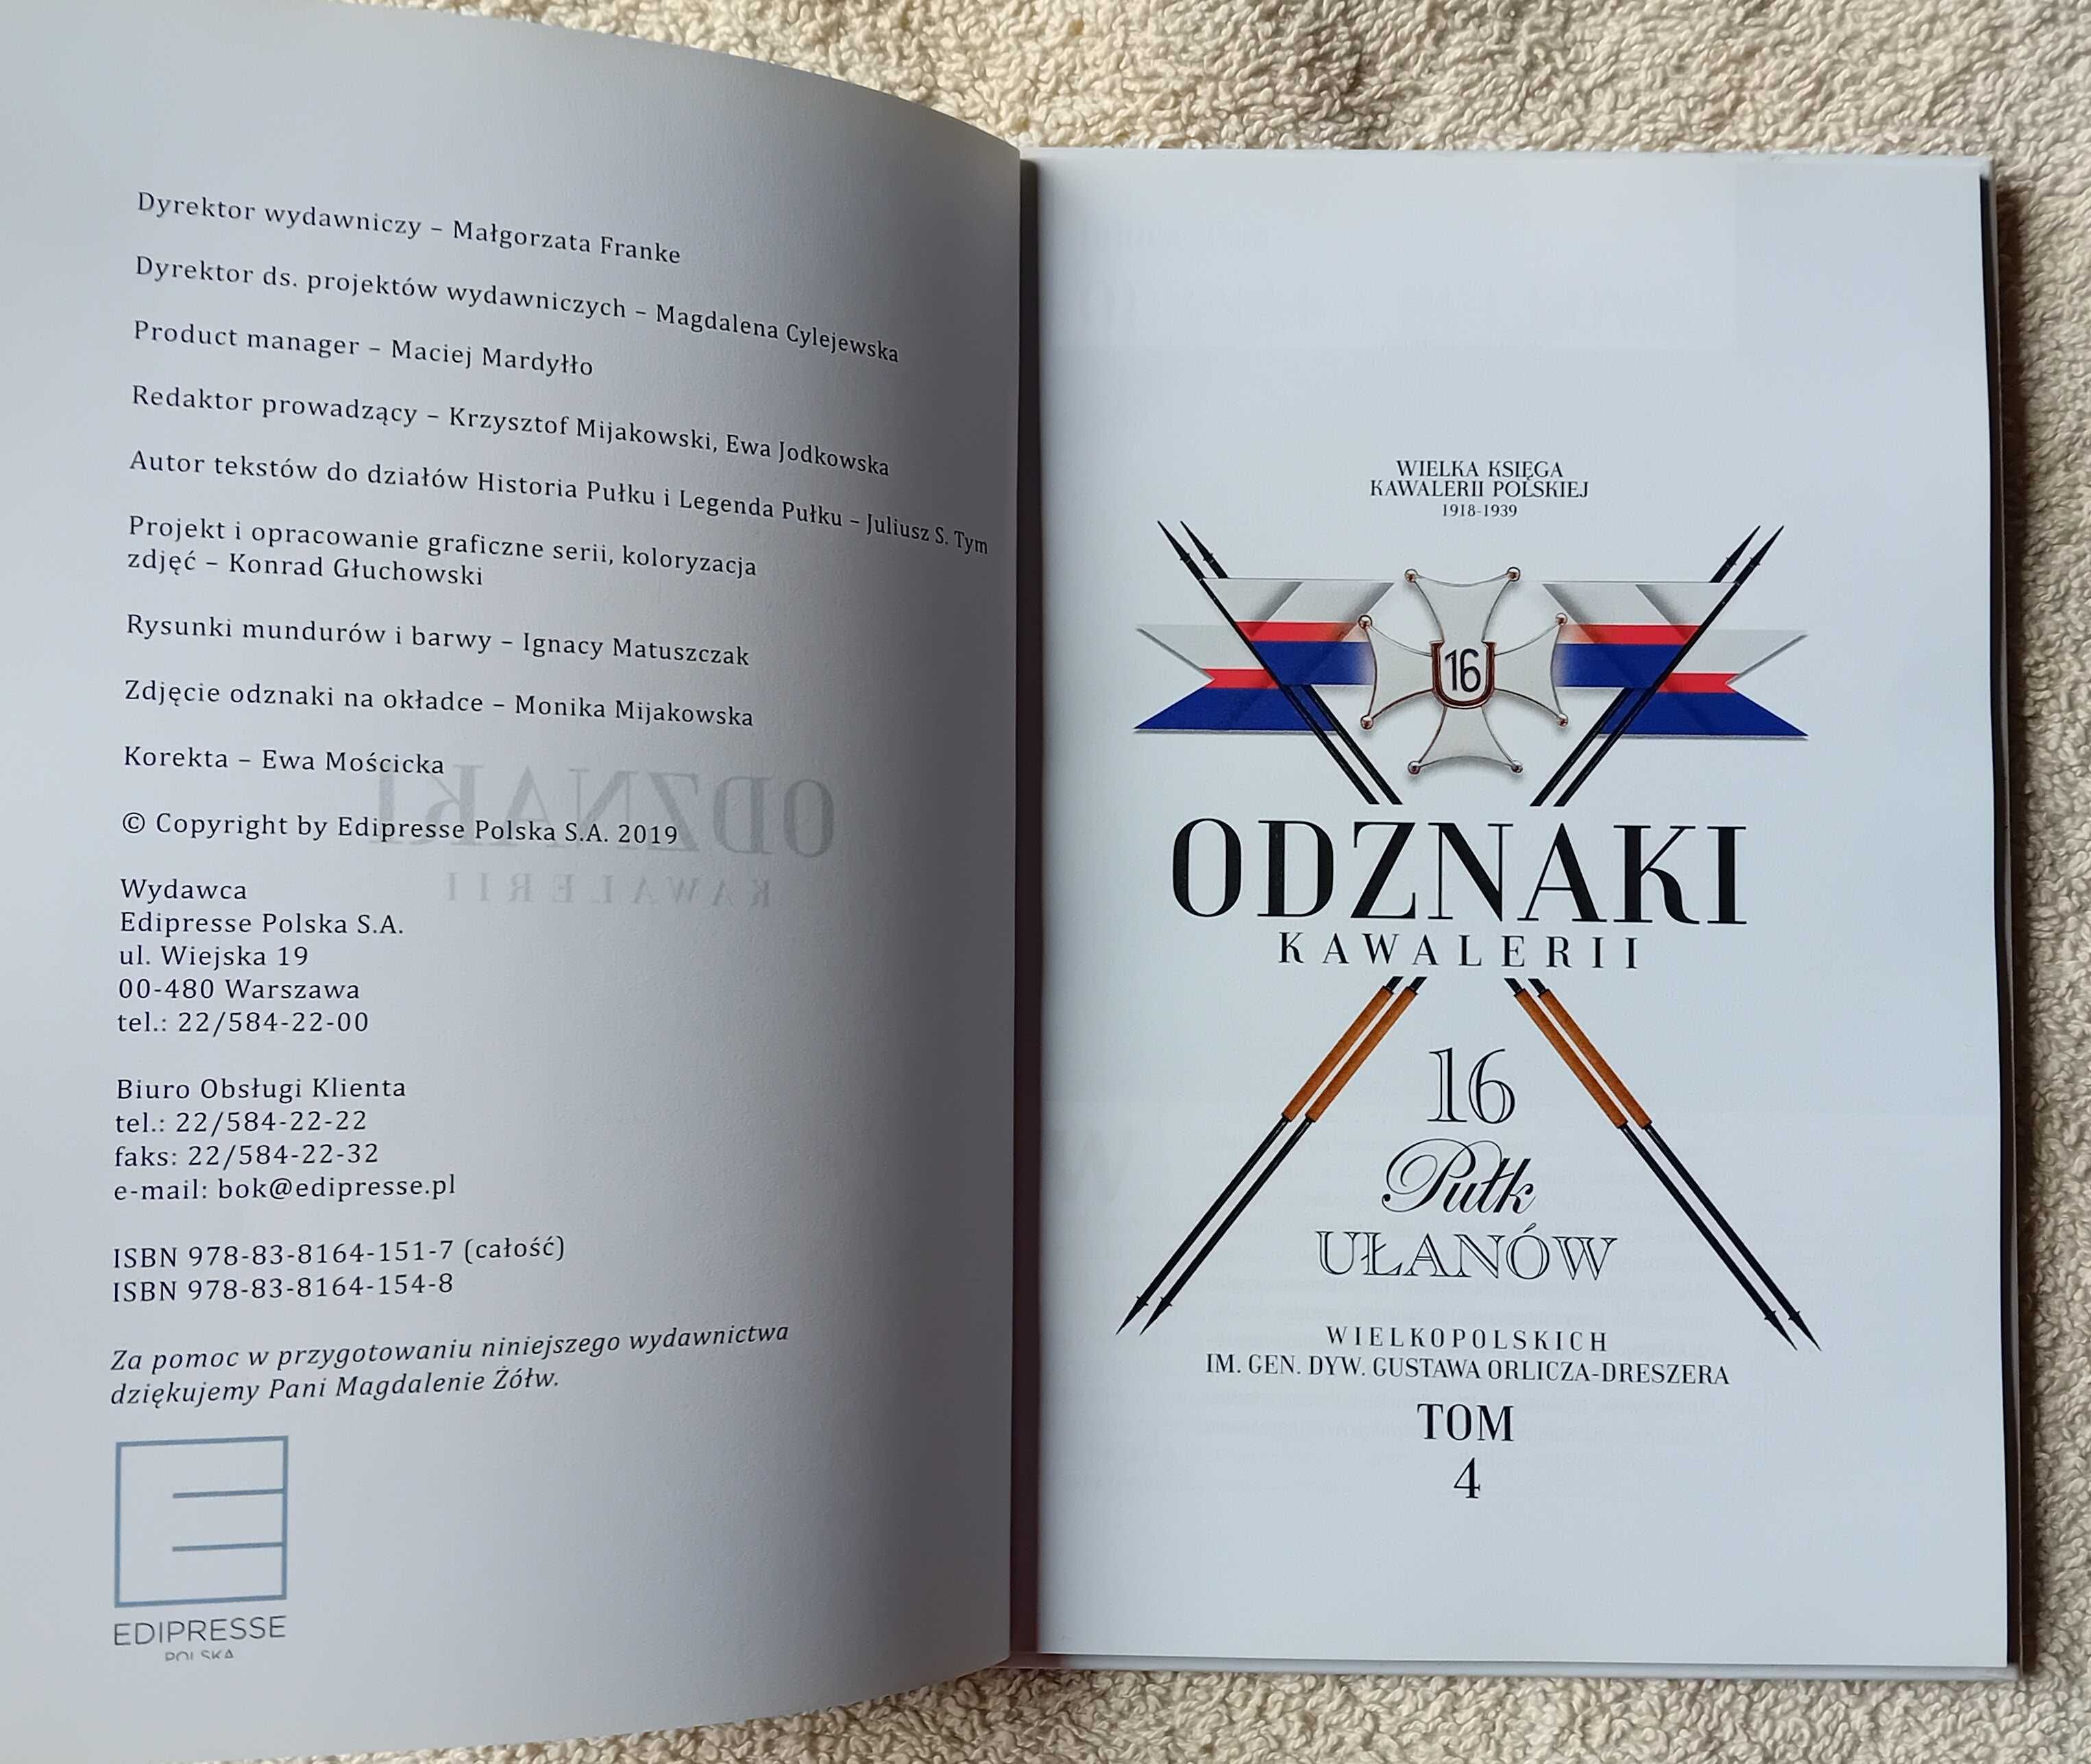 Dyrektor wydawniczy – Małgorzata Franke
Dyrektor ds. projektów wydawniczych – Magdalena Cylejewska
Product manager – Maciej Mardyłło
Redaktor prowadzący – Krzysztof Mijakowski, Ewa Jodkowska
Autor tekstów do działów Historia Pułku i Legenda Pułku – Juliusz S. Tym
Projekt i opracowanie graficzne serii, koloryzacja
zdjęć – Konrad Głuchowski
Rysunki mundurów i barwy – Ignacy Matuszczak
Zdjęcie odznaki na okładce – Monika Mijakowska
Korekta – Ewa Mościcka
© Copyright by Edipresse Polska S.A. 2019
Wydawca
Edipresse Polska S.A.
ul. Wiejska 19
00-480 Warszawa
tel.: 22/584-22-00
Biuro Obsługi Klienta
tel.: 22/584-22-22
faks: 22/584-22-32
e-mail: bok@edipresse.pl
ISBN 978-83-8164-151-7 (całość)
ISBN 978-83-8164-154-8
Za pomoc w przygotowaniu niniejszego wydawnictwa
dziękujemy Pani Magdalenie Żółw.
EDIPRESSE
POLSKA
WIELKA KSIĘGA
KAWALERII POLSKIEJ
1918-1939
16
ODZNAKI
KAWALERII
16
Pułk
UŁANÓW
WIELKOPOLSKICH
IM. GEN. DYW. GUSTAWA ORLICZA-DRESZERA
TOM
4